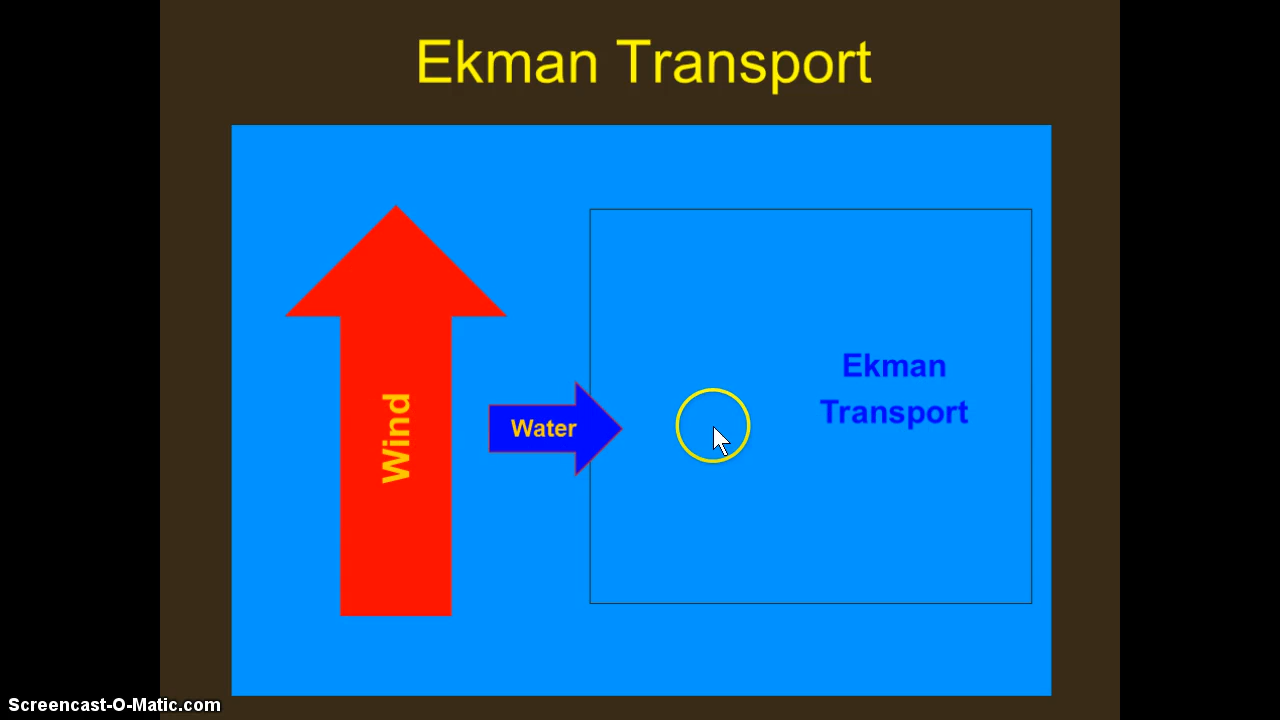 Ekman Transport
Wind
Water
Ekman
Transport
Screencast-O-Matic.com